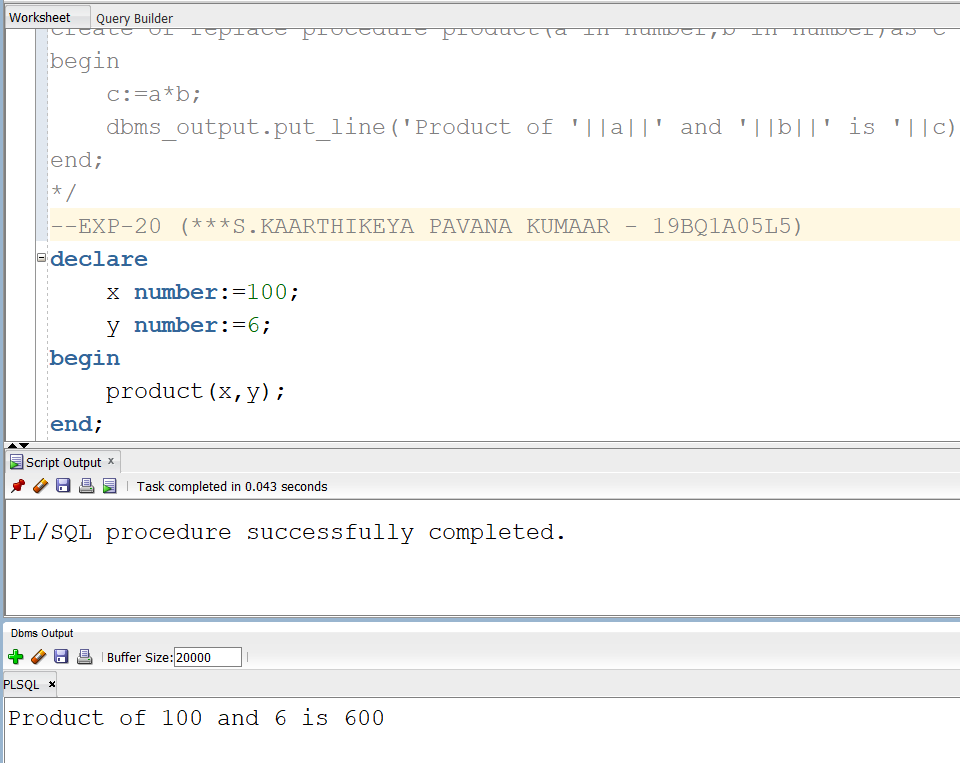 Worksheet Query Builder
create or replace procedure product(a in number,b in number)as c
begin
    c:=a*b;
    dbms_output.put_line('Product of '||a||' and '||b||' is '||c)
end;
*/
--EXP-20 (***S.KAARTHIKEYA PAVANA KUMAAR - 19BQ1A05L5)
declare
    x number:=100;
    y number:=6;
begin
    product(x,y);
end;
Script Output x
Task completed in 0.043 seconds
PL/SQL procedure successfully completed.
Dbms Output
Buffer Size: 20000
PLSQL x
Product of 100 and 6 is 600